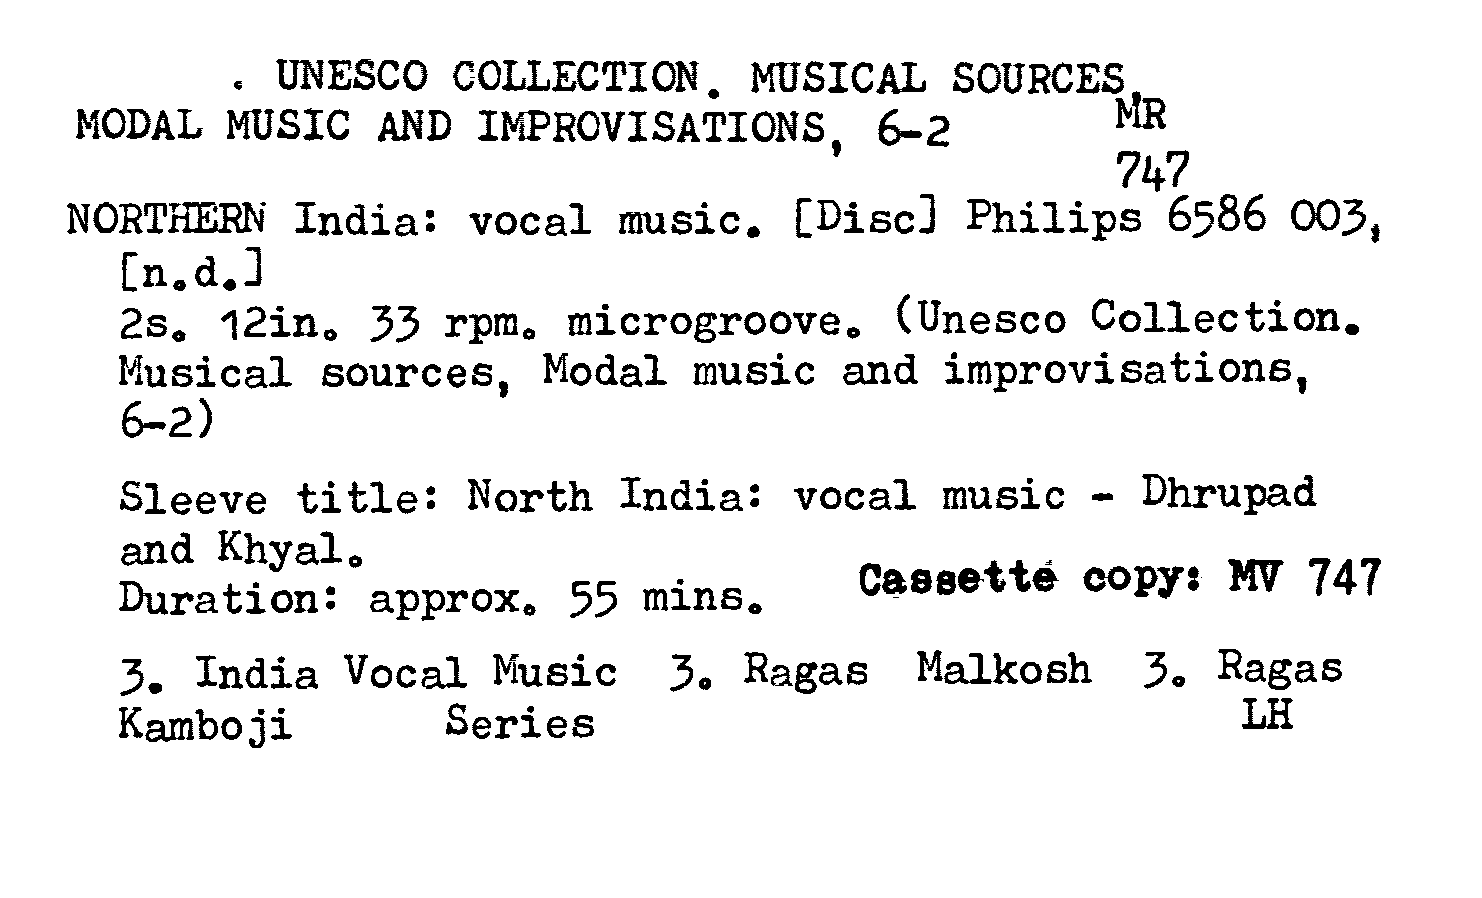 . UNESCO COLLECTION. MUSICAL SOURCES,
MODAL MUSIC AND IMPROVISATIONS, 6-2
MR
747
NORTHERN India: vocal music. [Disc] Philips 6586 003,
[n.d.]
2s. 12in. 33 rpm. microgroove. (Unesco Collection.
Musical sources, Modal music and improvisations,
6-2)
Sleeve title: North India: vocal music - Dhrupad
and Khyal.
Duration: approx. 55 mins.
Cassette copy: MV 747
3. India Vocal Music 3. Ragas Malkosh 3. Ragas
Kamboji Series
LH